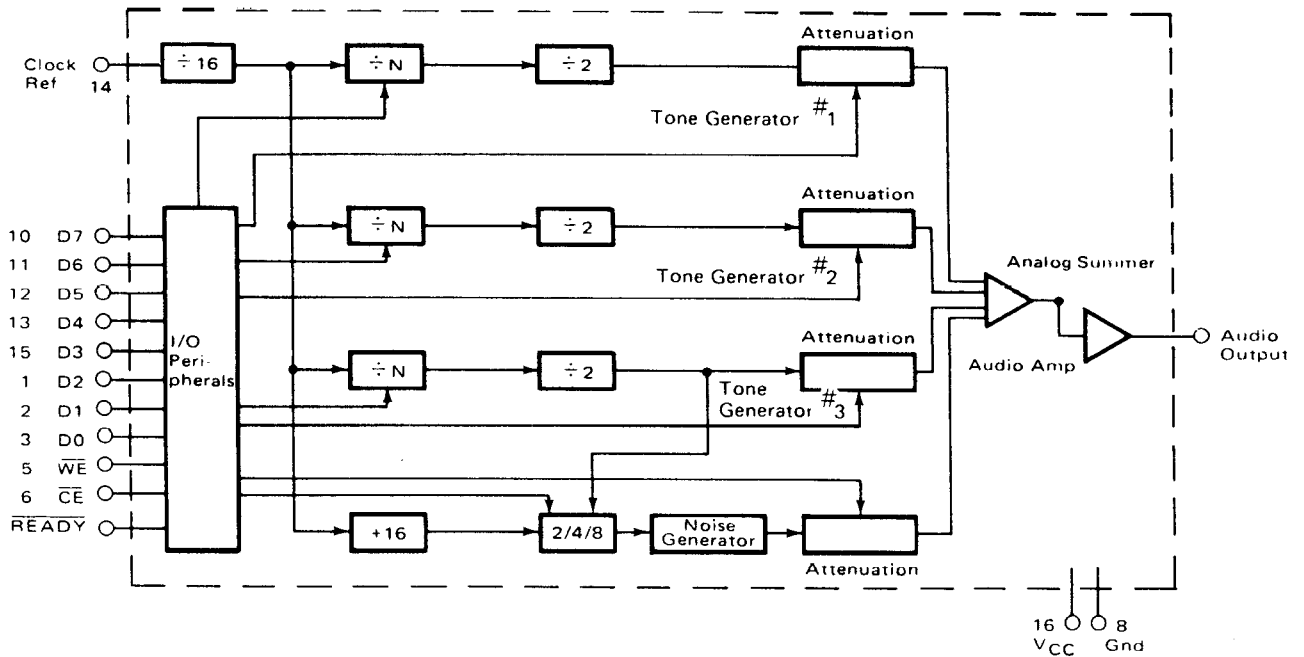 Attenuation
Clock
Ref
14
÷ 16
÷ N
÷ 2
Tone Generator #1
Attenuation
÷ N
÷ 2
Tone Generator #2
Analog Summer
10 D7
11 D6
12 D5
13 D4
15 D3
1 D2
2 D1
3 D0
5 WE
6 CE
READY
I/O
Peri-
pherals
Attenuation
÷ N
÷ 2
Tone
Generator #3
Audio Amp
Audio
Output
+16
2/4/8
Noise
Generator
Attenuation
16
VCC
8
Gnd